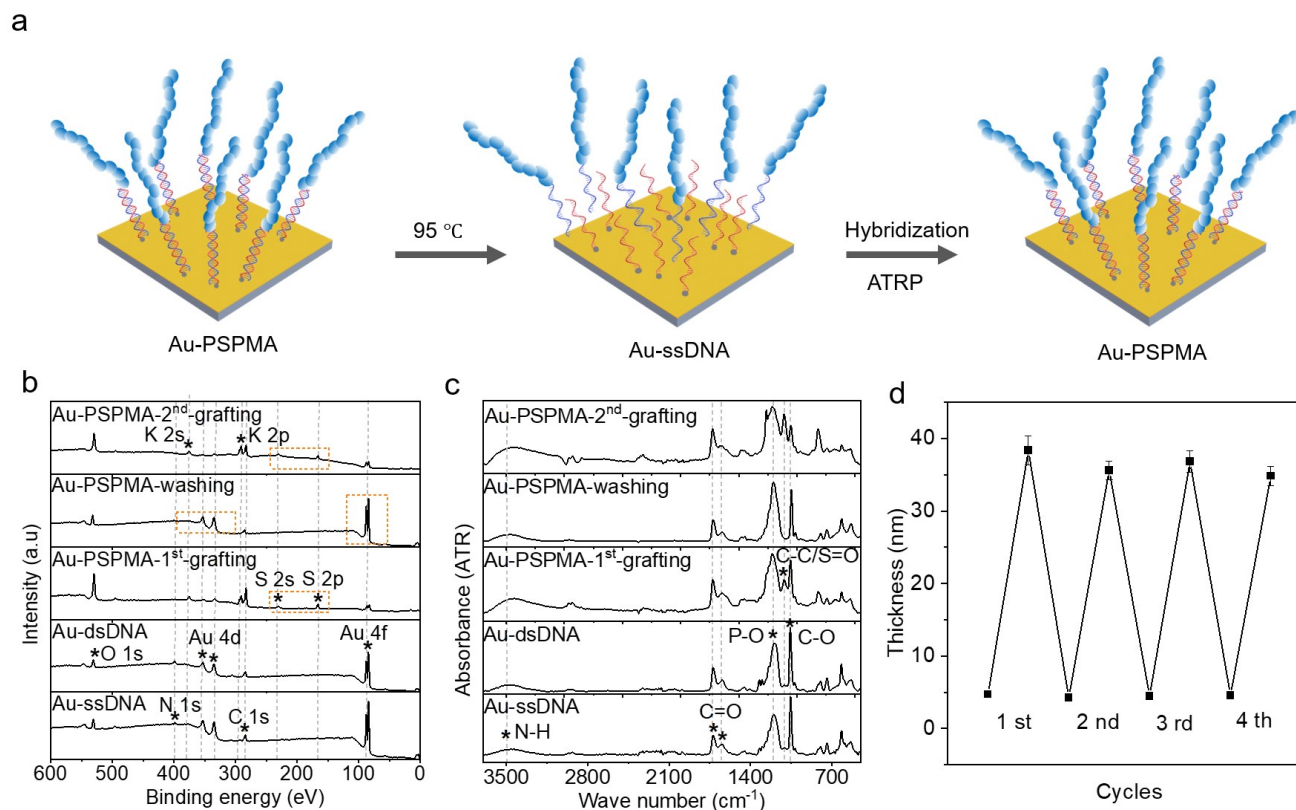 a
95 ℃
Hybridization
ATRP
Au-PSPMA
Au-ssDNA
Au-PSPMA
b
Au-PSPMA-2nd-grafting
K 2s
* *
K 2p
Au-PSPMA-washing
Au-PSPMA-1st-grafting
S 2s
S 2p
* *
Au-dsDNA
Au 4d
Au 4f
*O 1s
* *
*
Au-ssDNA
N 1s
*
C 1s
*
Intensity (a.u)
600 500 400 300 200 100 0
Binding energy (eV)
c
Au-PSPMA-2nd-grafting
Au-PSPMA-washing
Au-PSPMA-1st-grafting
C-C/S=O
*
Au-dsDNA
P-O *
*
C-O
Au-ssDNA
C=O
* *
* N-H
Absorbance (ATR)
3500 2800 2100 1400 700
Wave number (cm-1)
d
40
30
20
10
0
Thickness (nm)
1 st 2 nd 3 rd 4 th
Cycles